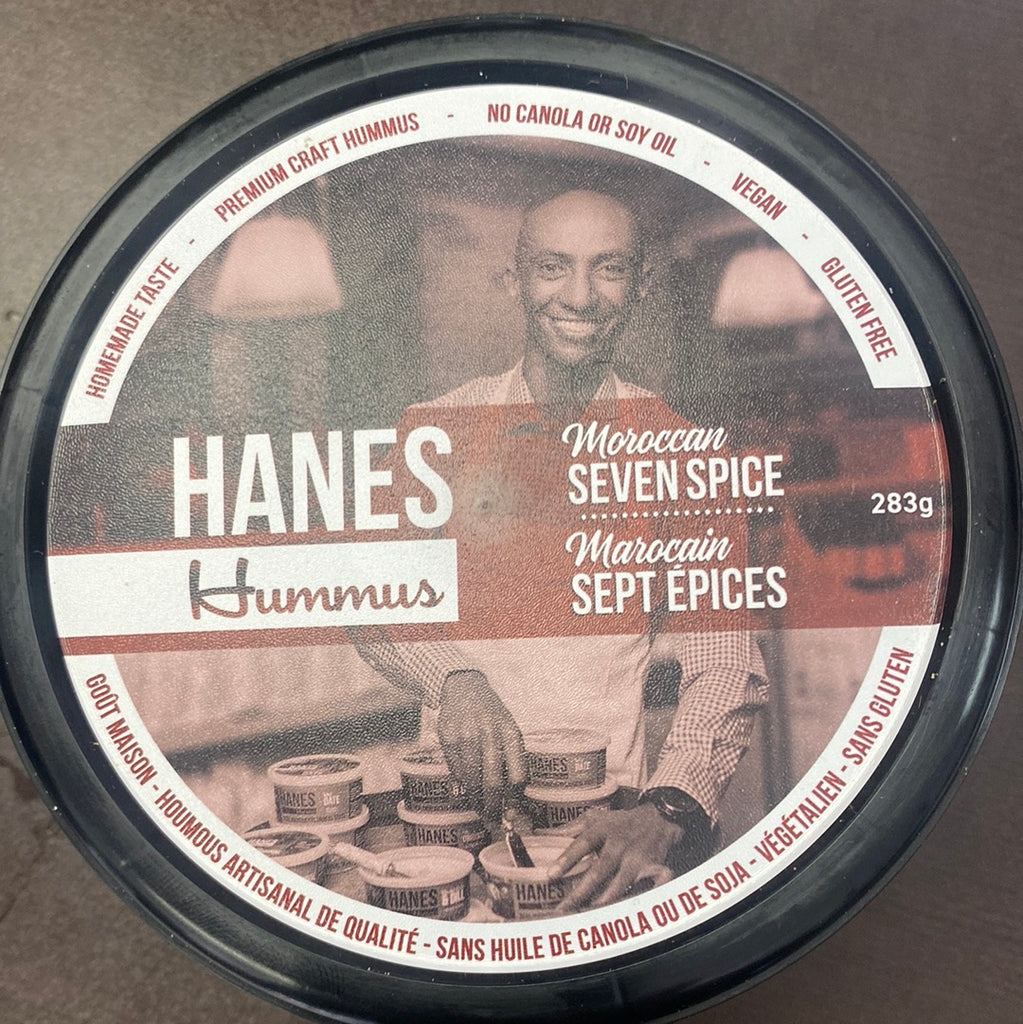 HOMEMADE TASTE - PREMIUM CRAFT HUMMUS - NO CANOLA OR SOY OIL - VEGAN - GLUTEN FREE
HANES
Hummus
Moroccan
SEVEN SPICE
Marocain
SEPT ÉPICES
283g
HANES
DATE
HANES
HANES
HANES
HANES
HANES
GOÛT MAISON - HOUMOUS ARTISANAL DE QUALITÉ - SANS HUILE DE CANOLA OU DE SOJA - VÉGÉTALIEN - SANS GLUTEN